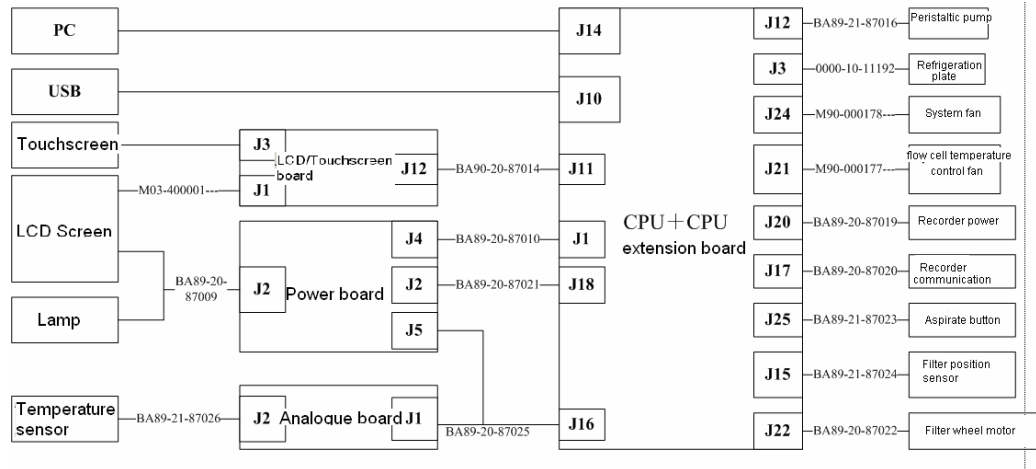 PC
J14
J12
BA89-21-87016
Peristaltic pump
USB
J10
J3
0000-10-11192
Refrigration
plate
J24
M90-000178---
System fan
Touchscreen
J3
LCD/Touchscreen
board
J12
BA90-20-87014
J11
J21
M90-000177---
flow cell temperature
control fan
M03-400001---
J1
LCD Screen
J4
BA89-20-87010
J1
CPU+CPU
extension board
J20
BA89-20-87019
Recorder power
BA89-20-
87009
J2
Power board
J2
BA89-20-87021
J18
J17
BA89-20-87020
Recorder
communication
Lamp
J5
J25
BA89-21-87023
Aspirate button
J15
BA89-21-87024
Filter position
sensor
Temperature
sensor
BA89-21-87026
J2
Analogue board
J1
BA89-20-87025
J16
J22
BA89-20-87022
Filter wheel motor